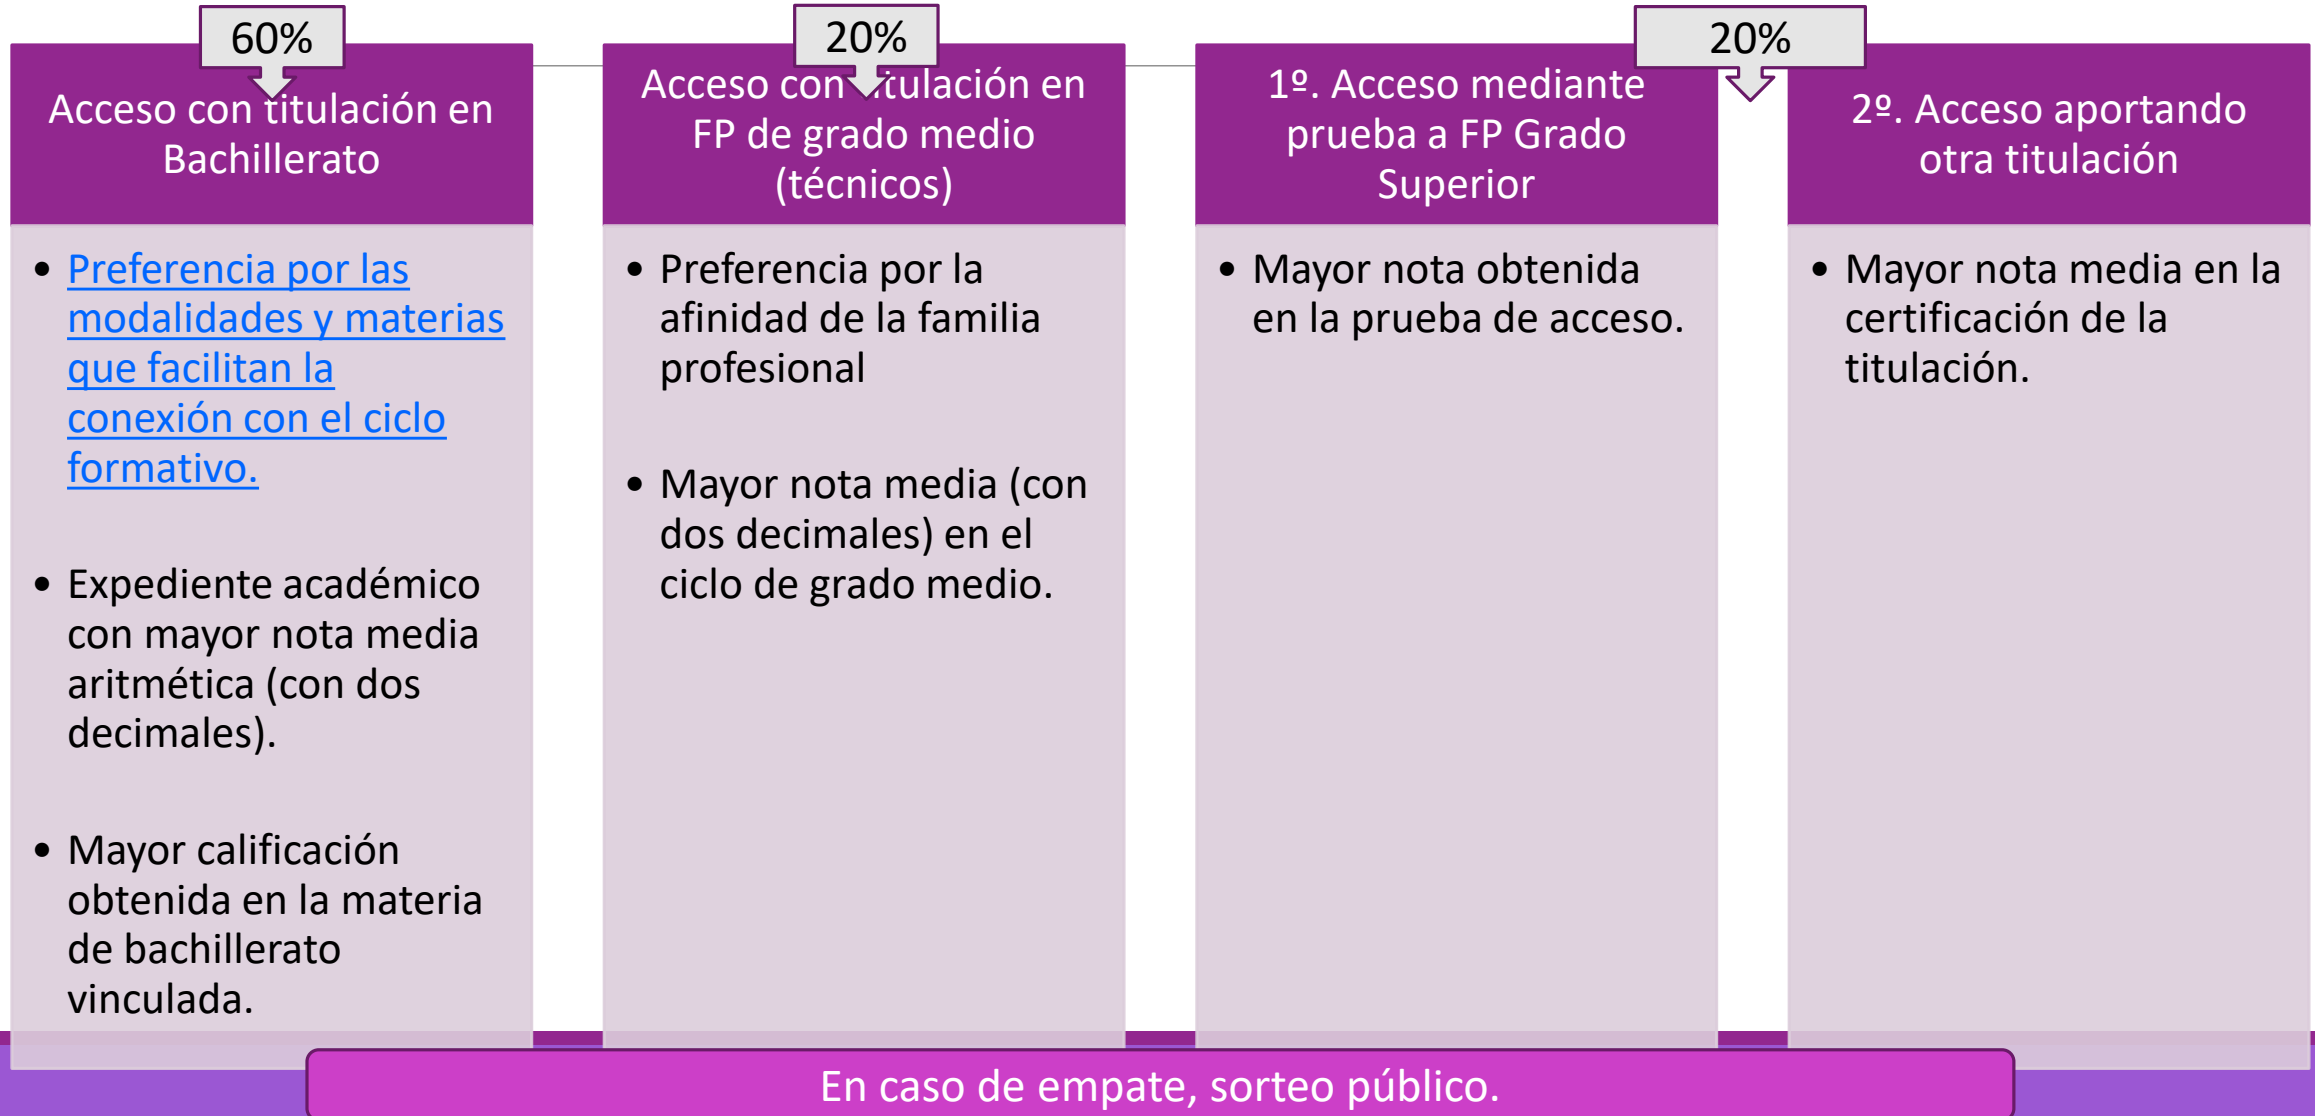 60%
Acceso con titulación en
Bachillerato
• Preferencia por las
modalidades y materias
que facilitan la
conexión con el ciclo
formativo.
• Expediente académico
con mayor nota media
aritmética (con dos
decimales).
• Mayor calificación
obtenida en la materia
de bachillerato
vinculada.
20%
Acceso con titulación en
FP de grado medio
(técnicos)
• Preferencia por la
afinidad de la familia
profesional
• Mayor nota media (con
dos decimales) en el
ciclo de grado medio.
20%
1º. Acceso mediante
prueba a FP Grado
Superior
• Mayor nota obtenida
en la prueba de acceso.
2º. Acceso aportando
otra titulación
• Mayor nota media en la
certificación de la
titulación.
En caso de empate, sorteo público.